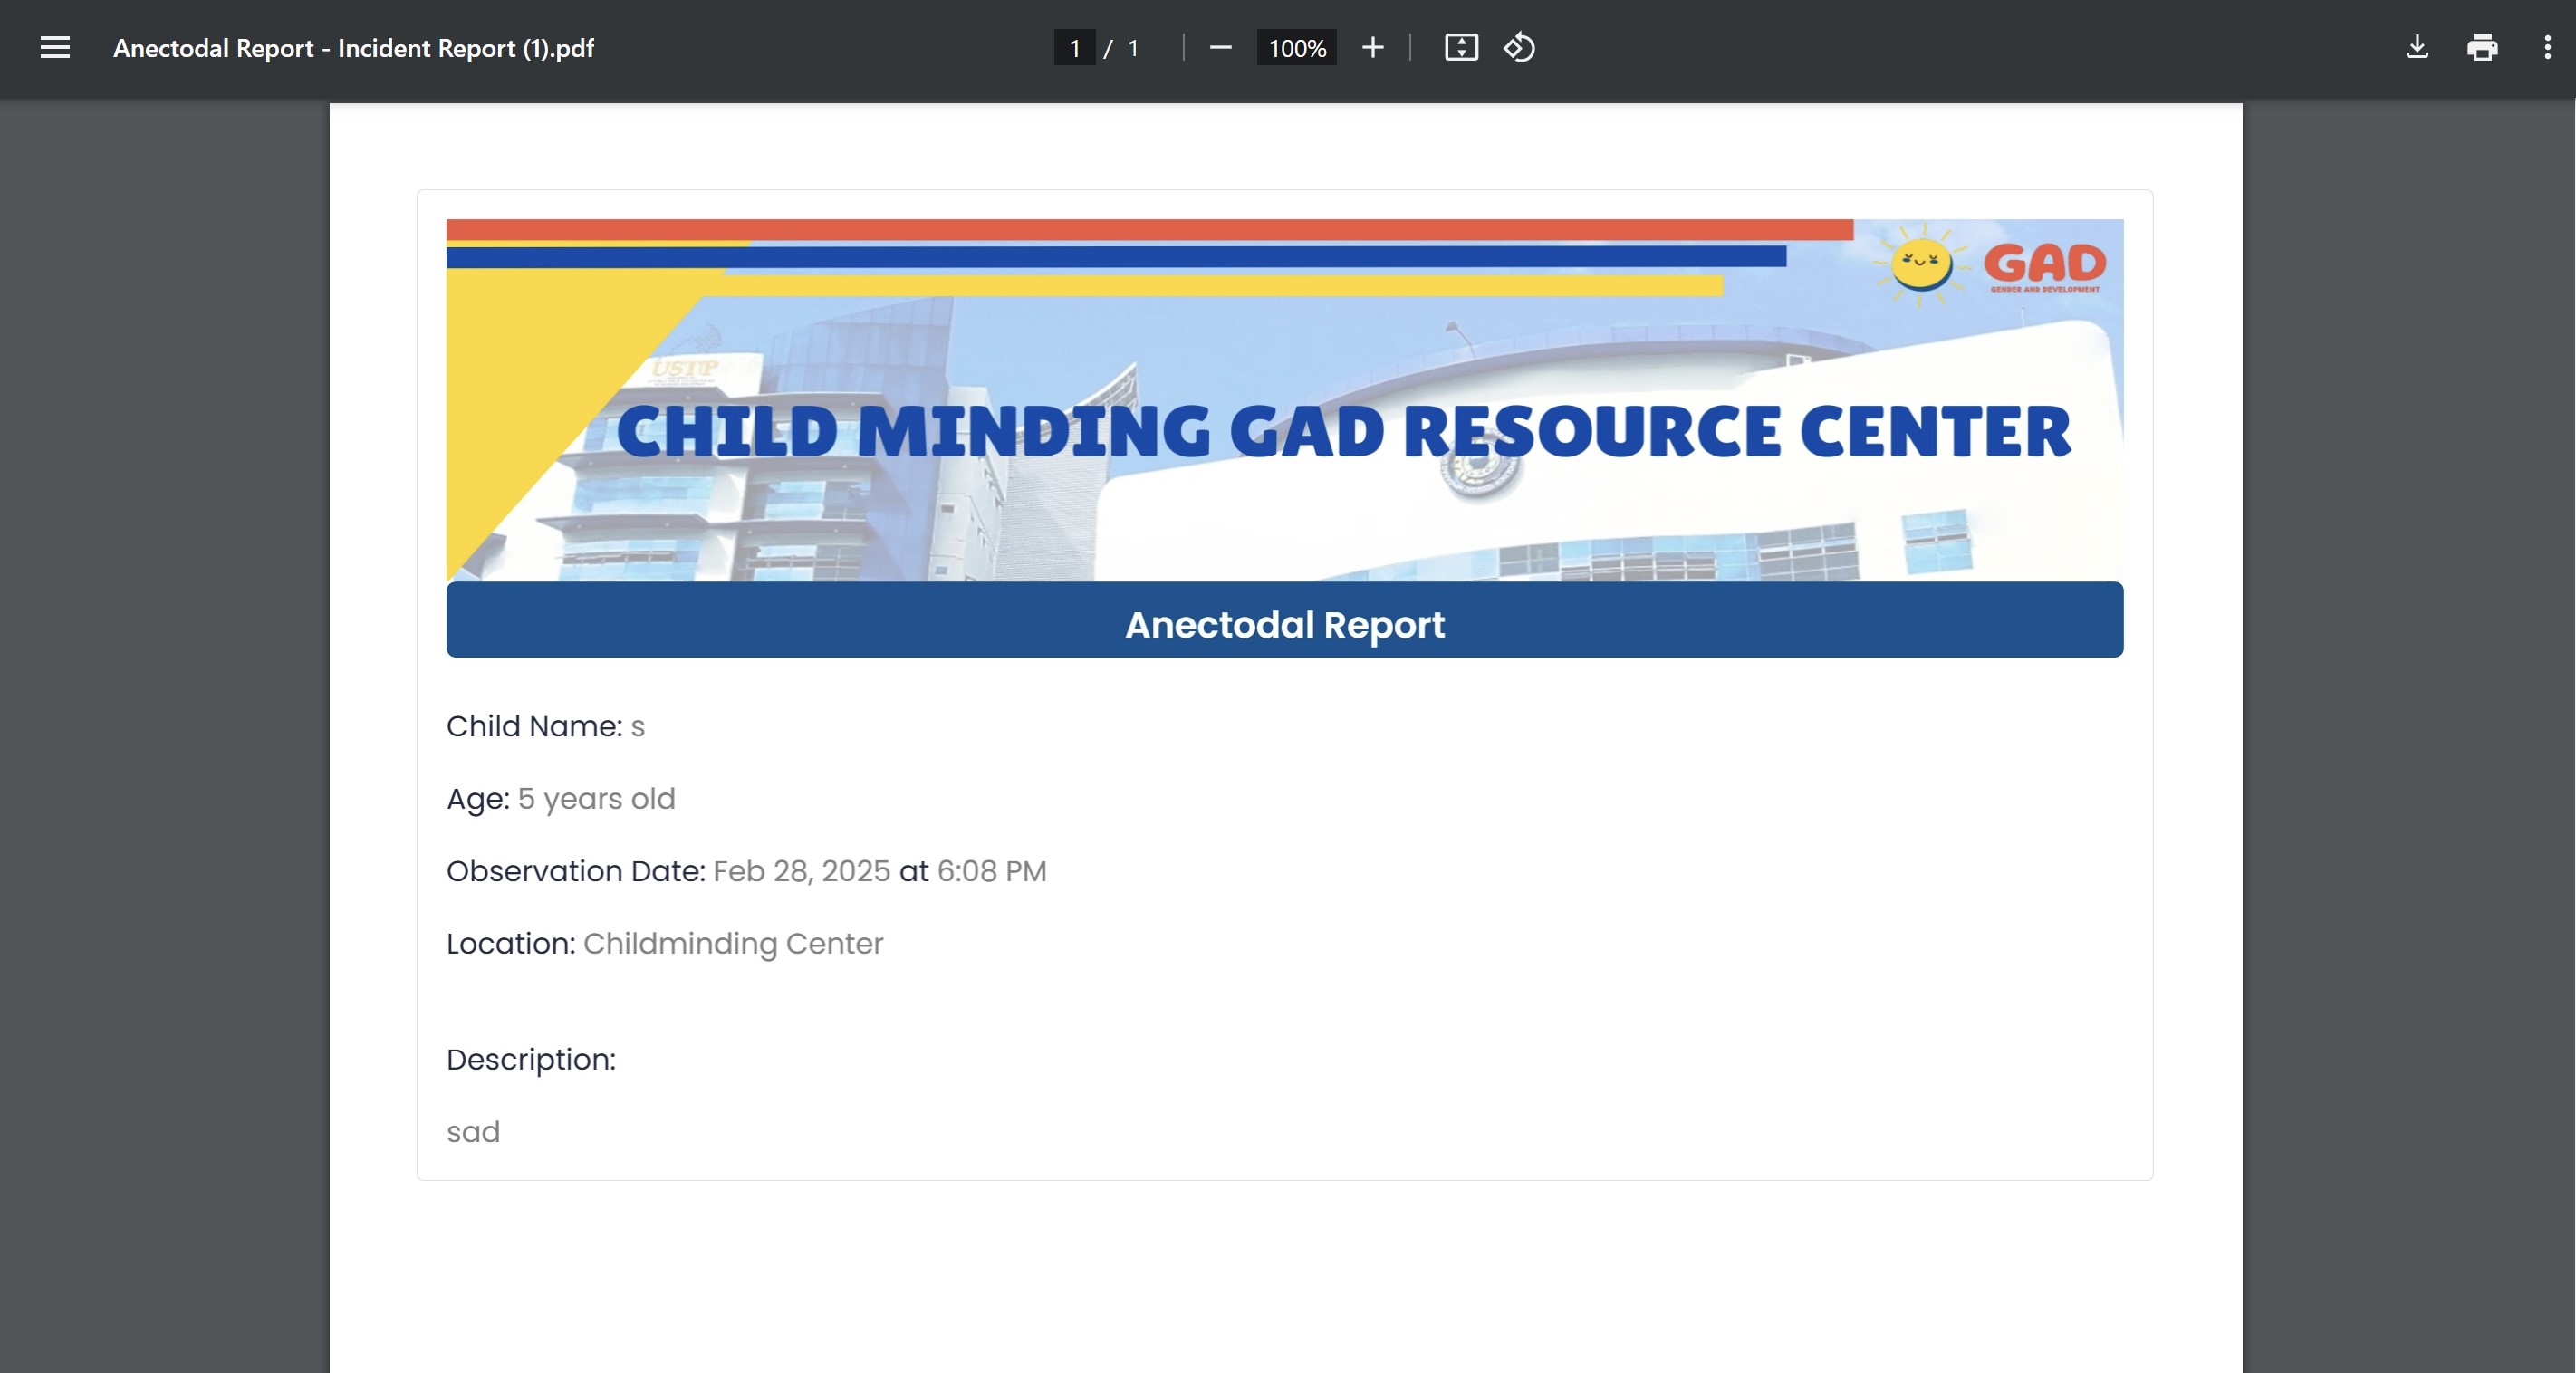 Anectodal Report - Incident Report (1).pdf
1 / 1
100%
GAD
GENDER AND DEVELOPMENT
USTP
CHILD MINDING GAD RESOURCE CENTER
Anectodal Report
Child Name: s
Age: 5 years old
Observation Date: Feb 28, 2025 at 6:08 PM
Location: Childminding Center
Description:
sad